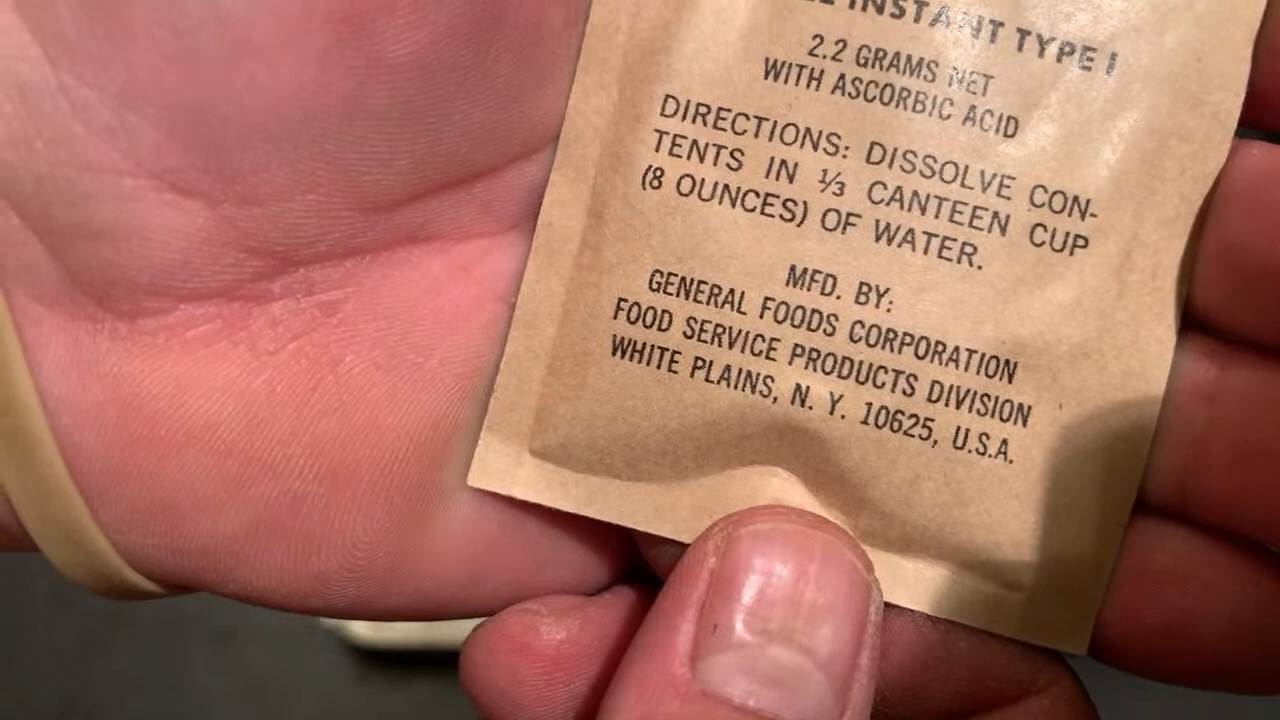 INSTANT TYPE I
2.2 GRAMS NET
WITH ASCORBIC ACID
DIRECTIONS: DISSOLVE CON-
TENTS IN ⅓ CANTEEN CUP
(8 OUNCES) OF WATER.
MFD. BY:
GENERAL FOODS CORPORATION
FOOD SERVICE PRODUCTS DIVISION
WHITE PLAINS, N. Y. 10625, U.S.A.